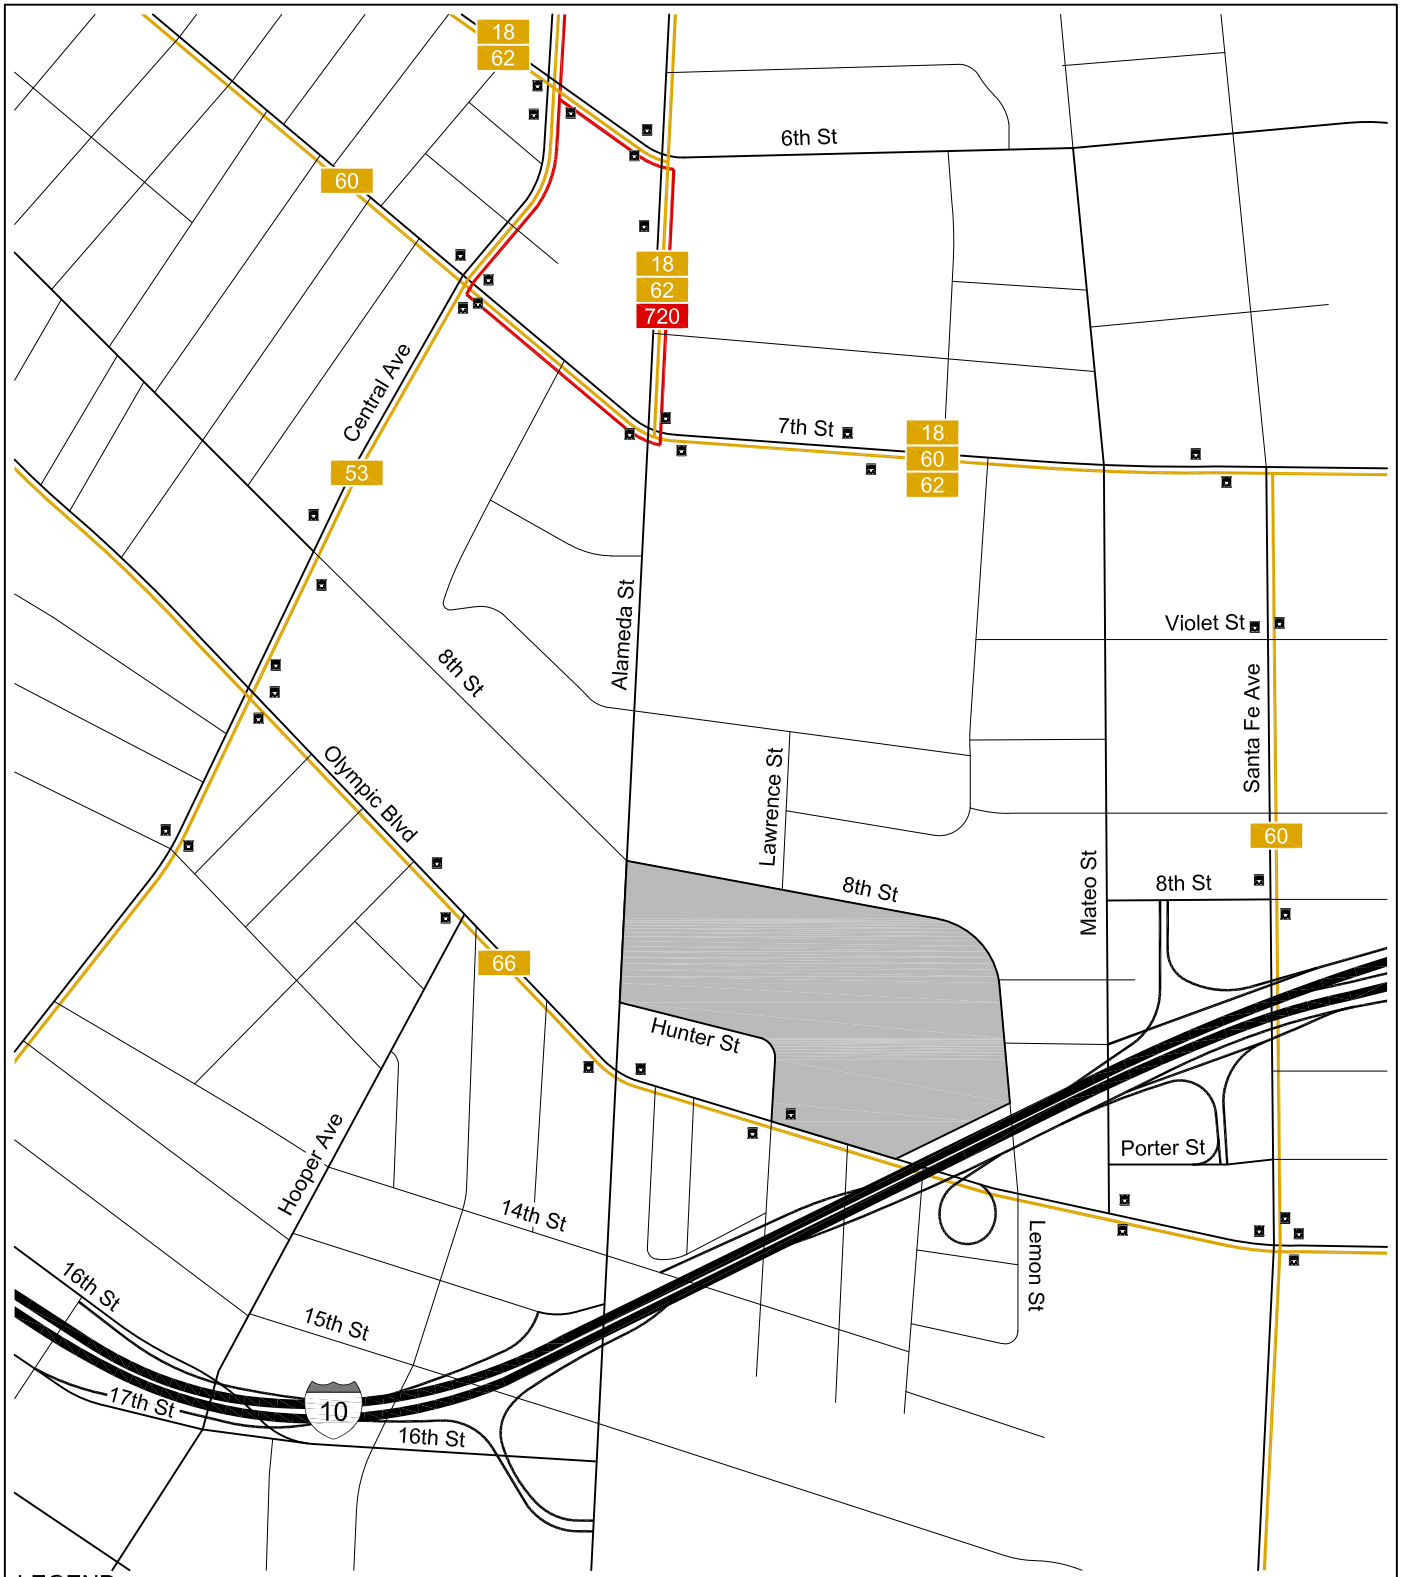 18
62
6th St
60
18
62
720
Central Ave
7th St
18
60
62
53
Alameda St
Violet St
8th St
Santa Fe Ave
Olympic Blvd
Lawrence St
60
Mateo St
8th St
8th St
66
Hunter St
Hooper Ave
Porter St
14th St
Lemon St
16th St
15th St
17th St
10
16th St
LEGEND